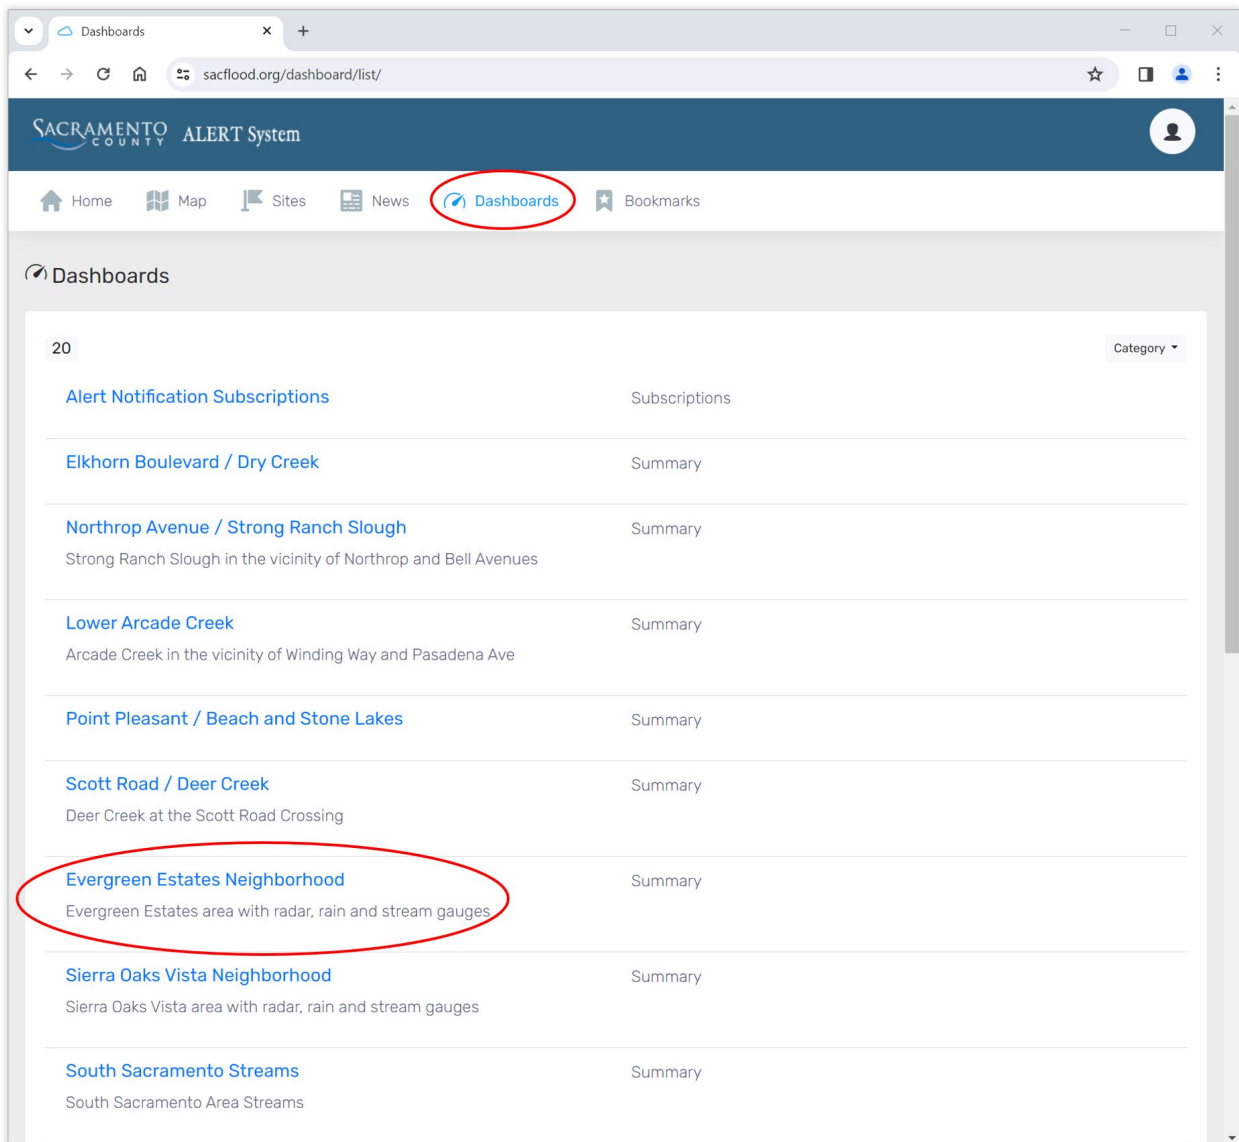 Dashboards
sacflood.org/dashboard/list/
SACRAMENTO
COUNTY
ALERT System
Home Map Sites News Dashboards Bookmarks
Dashboards
20 Category
Alert Notification Subscriptions Subscriptions
Elkhorn Boulevard / Dry Creek Summary
Northrop Avenue / Strong Ranch Slough Summary
Strong Ranch Slough in the vicinity of Northrop and Bell Avenues
Lower Arcade Creek Summary
Arcade Creek in the vicinity of Winding Way and Pasadena Ave
Point Pleasant / Beach and Stone Lakes Summary
Scott Road / Deer Creek Summary
Deer Creek at the Scott Road Crossing
Evergreen Estates Neighborhood Summary
Evergreen Estates area with radar, rain and stream gauges
Sierra Oaks Vista Neighborhood Summary
Sierra Oaks Vista area with radar, rain and stream gauges
South Sacramento Streams Summary
South Sacramento Area Streams